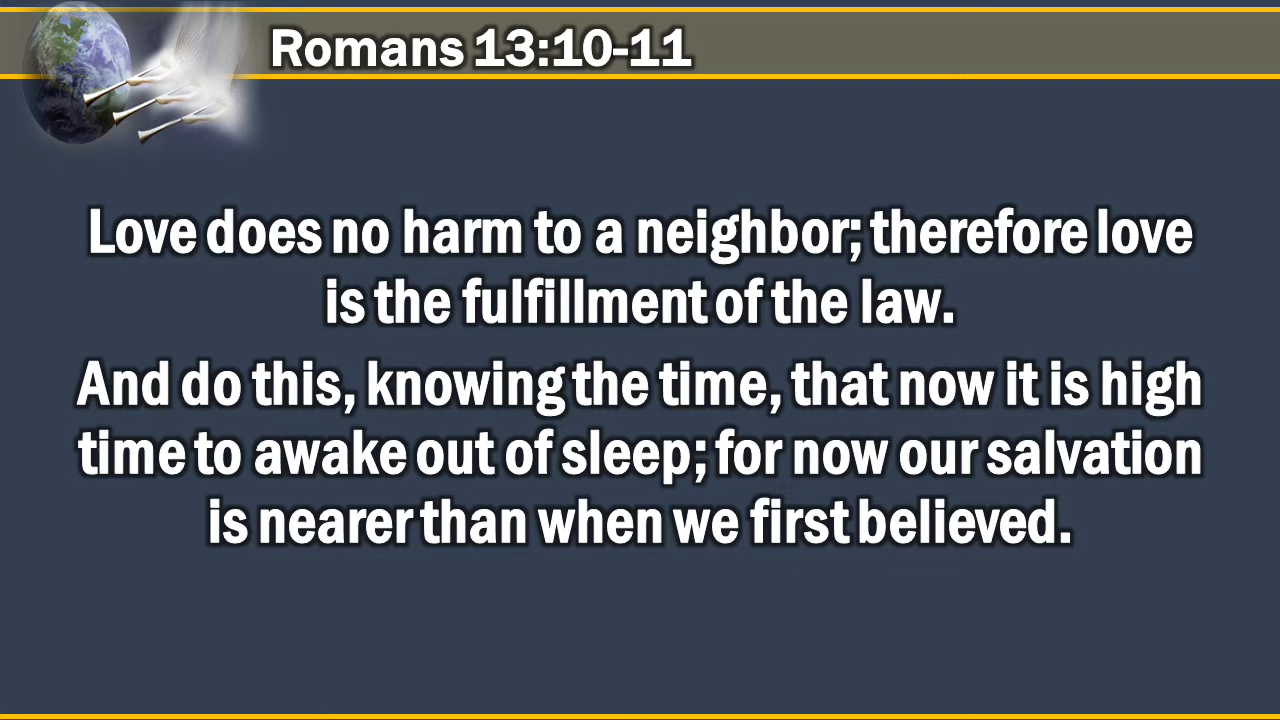 Romans 13:10-11
Love does no harm to a neighbor; therefore love
is the fulfillment of the law.
And do this, knowing the time, that now it is high
time to awake out of sleep; for now our salvation
is nearer than when we first believed.